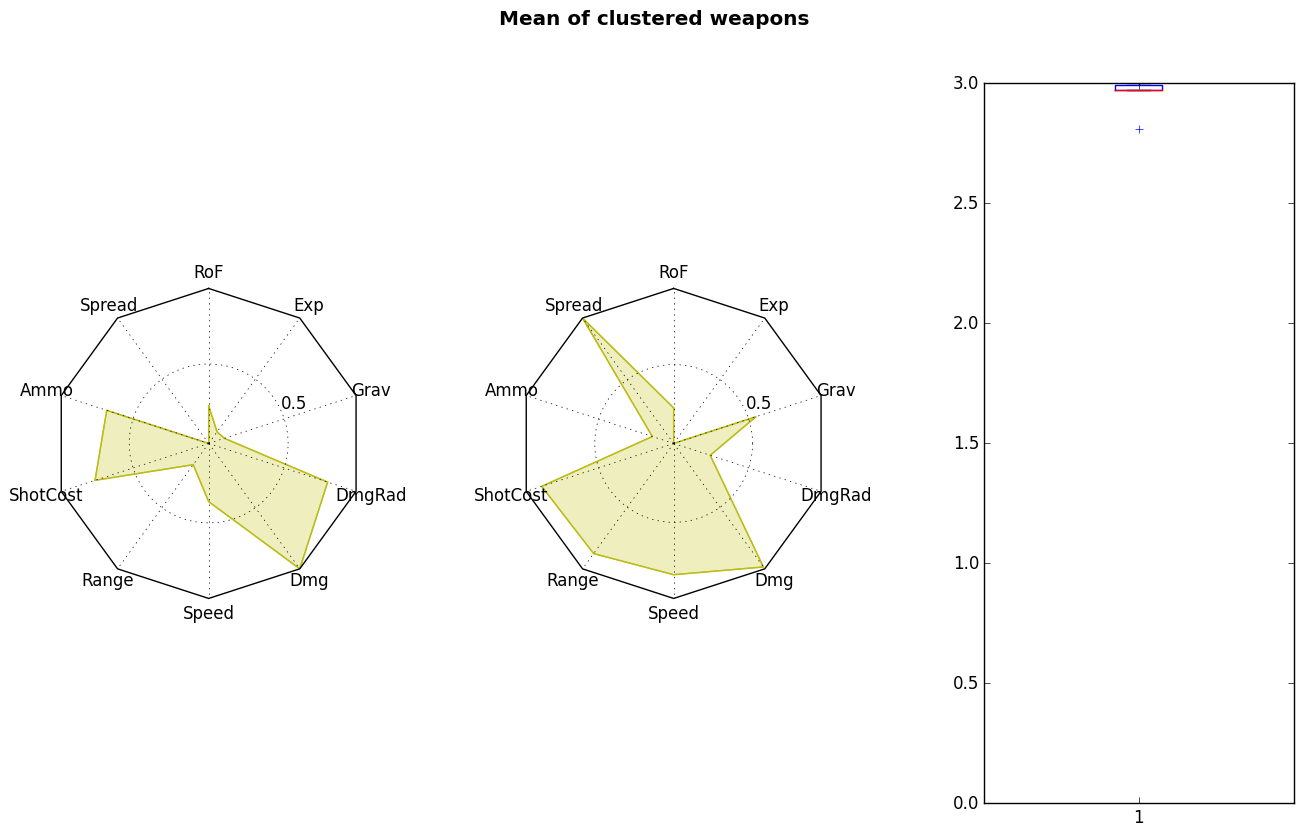 Mean of clustered weapons
RoF
Spread
Exp
Ammo
Grav
0.5
ShotCost
DmgRad
Range
Dmg
Speed
RoF
Spread
Exp
Ammo
Grav
0.5
ShotCost
DmgRad
Range
Dmg
Speed
3.0
2.5
2.0
1.5
1.0
0.5
0.0
1